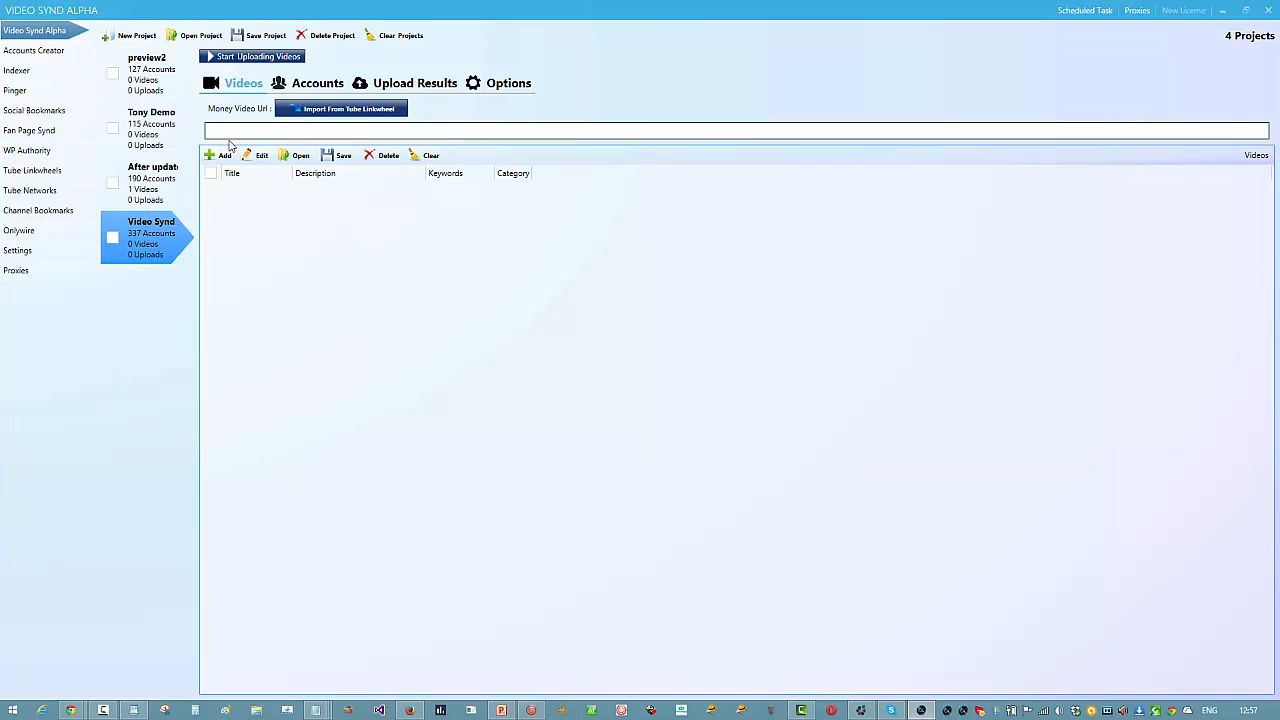 VIDEO SYND ALPHA
Scheduled Task Proxies New License
Video Synd Alpha
Accounts Creator
Indexer
Pinger
Social Bookmarks
Fan Page Synd
WP Authority
Tube Linkwheels
Tube Networks
Channel Bookmarks
Onlywire
Settings
Proxies
New Project Open Project Save Project Delete Project Clear Projects
4 Projects
preview2
127 Accounts
0 Videos
0 Uploads
Tony Demo
115 Accounts
0 Videos
0 Uploads
After updat
190 Accounts
1 Videos
0 Uploads
Video Synd
337 Accounts
0 Videos
0 Uploads
Start Uploading Videos
Videos Accounts Upload Results Options
Money Video Url : Import From Tube Linkwheel
Add Edit Open Save Delete Clear Videos
Title Description Keywords Category
ENG 12:57